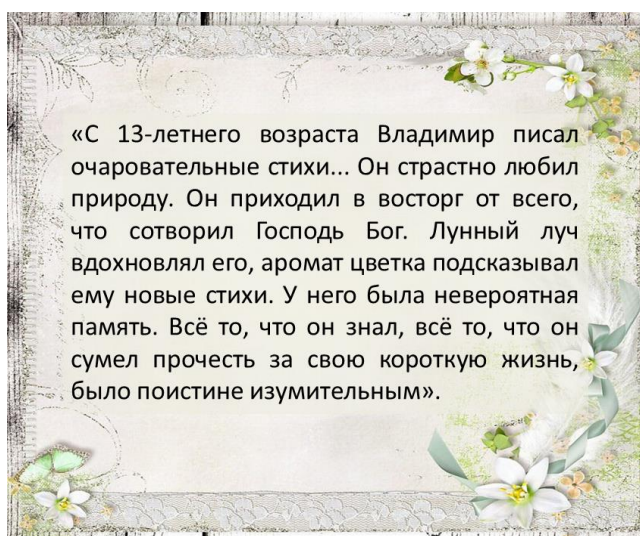 «С 13-летнего возраста Владимир писал
очаровательные стихи... Он страстно любил
природу. Он приходил в восторг от всего,
что сотворил Господь Бог. Лунный луч
вдохновлял его, аромат цветка подсказывал
ему новые стихи. У него была невероятная
память. Всё то, что он знал, всё то, что он
сумел прочесть за свою короткую жизнь,
было поистине изумительным».